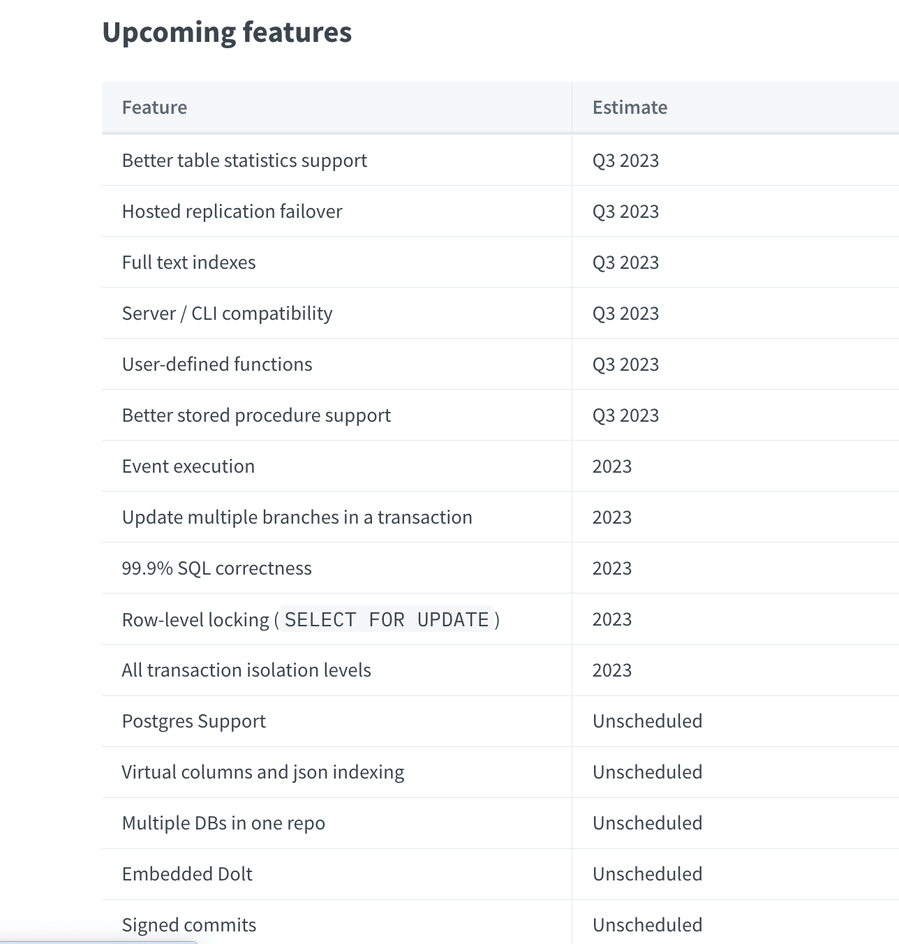 Upcoming features
Feature Estimate
Better table statistics support Q3 2023
Hosted replication failover Q3 2023
Full text indexes Q3 2023
Server / CLI compatibility Q3 2023
User-defined functions Q3 2023
Better stored procedure support Q3 2023
Event execution 2023
Update multiple branches in a transaction 2023
99.9% SQL correctness 2023
Row-level locking ( SELECT FOR UPDATE ) 2023
All transaction isolation levels 2023
Postgres Support Unscheduled
Virtual columns and json indexing Unscheduled
Multiple DBs in one repo Unscheduled
Embedded Dolt Unscheduled
Signed commits Unscheduled